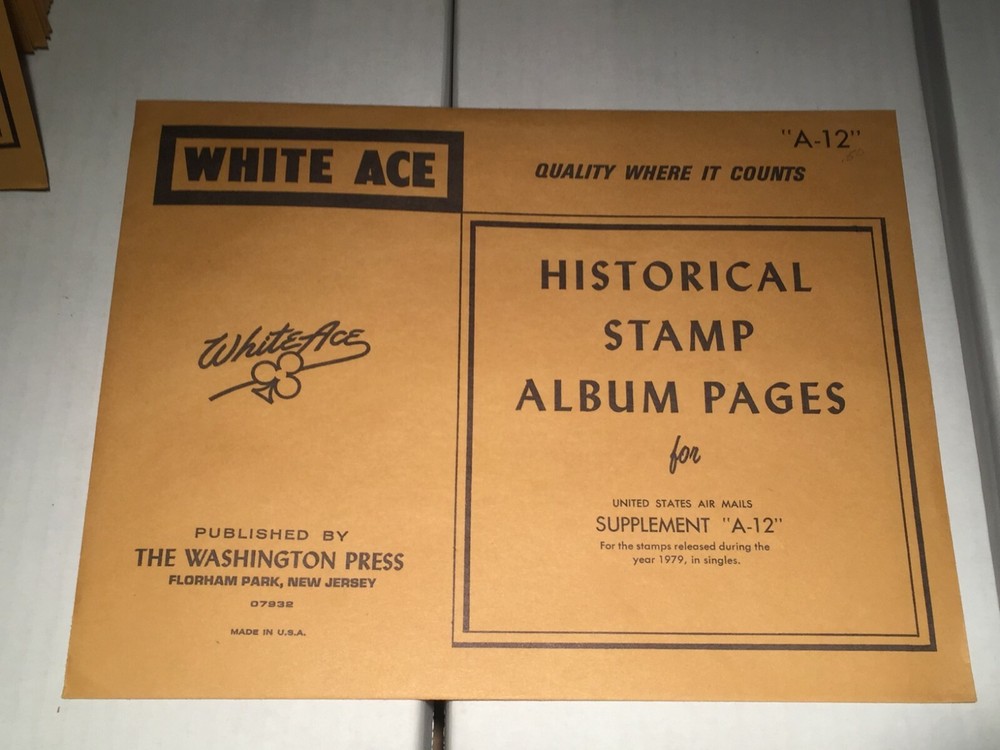 WHITE ACE
"A-12"
QUALITY WHERE IT COUNTS
HISTORICAL
STAMP
ALBUM PAGES
for
UNITED STATES AIR MAILS
SUPPLEMENT "A-12"
For the stamps released during the
year 1979, in singles.
White Ace
PUBLISHED BY
THE WASHINGTON PRESS
FLORHAM PARK, NEW JERSEY
07932
MADE IN U.S.A.